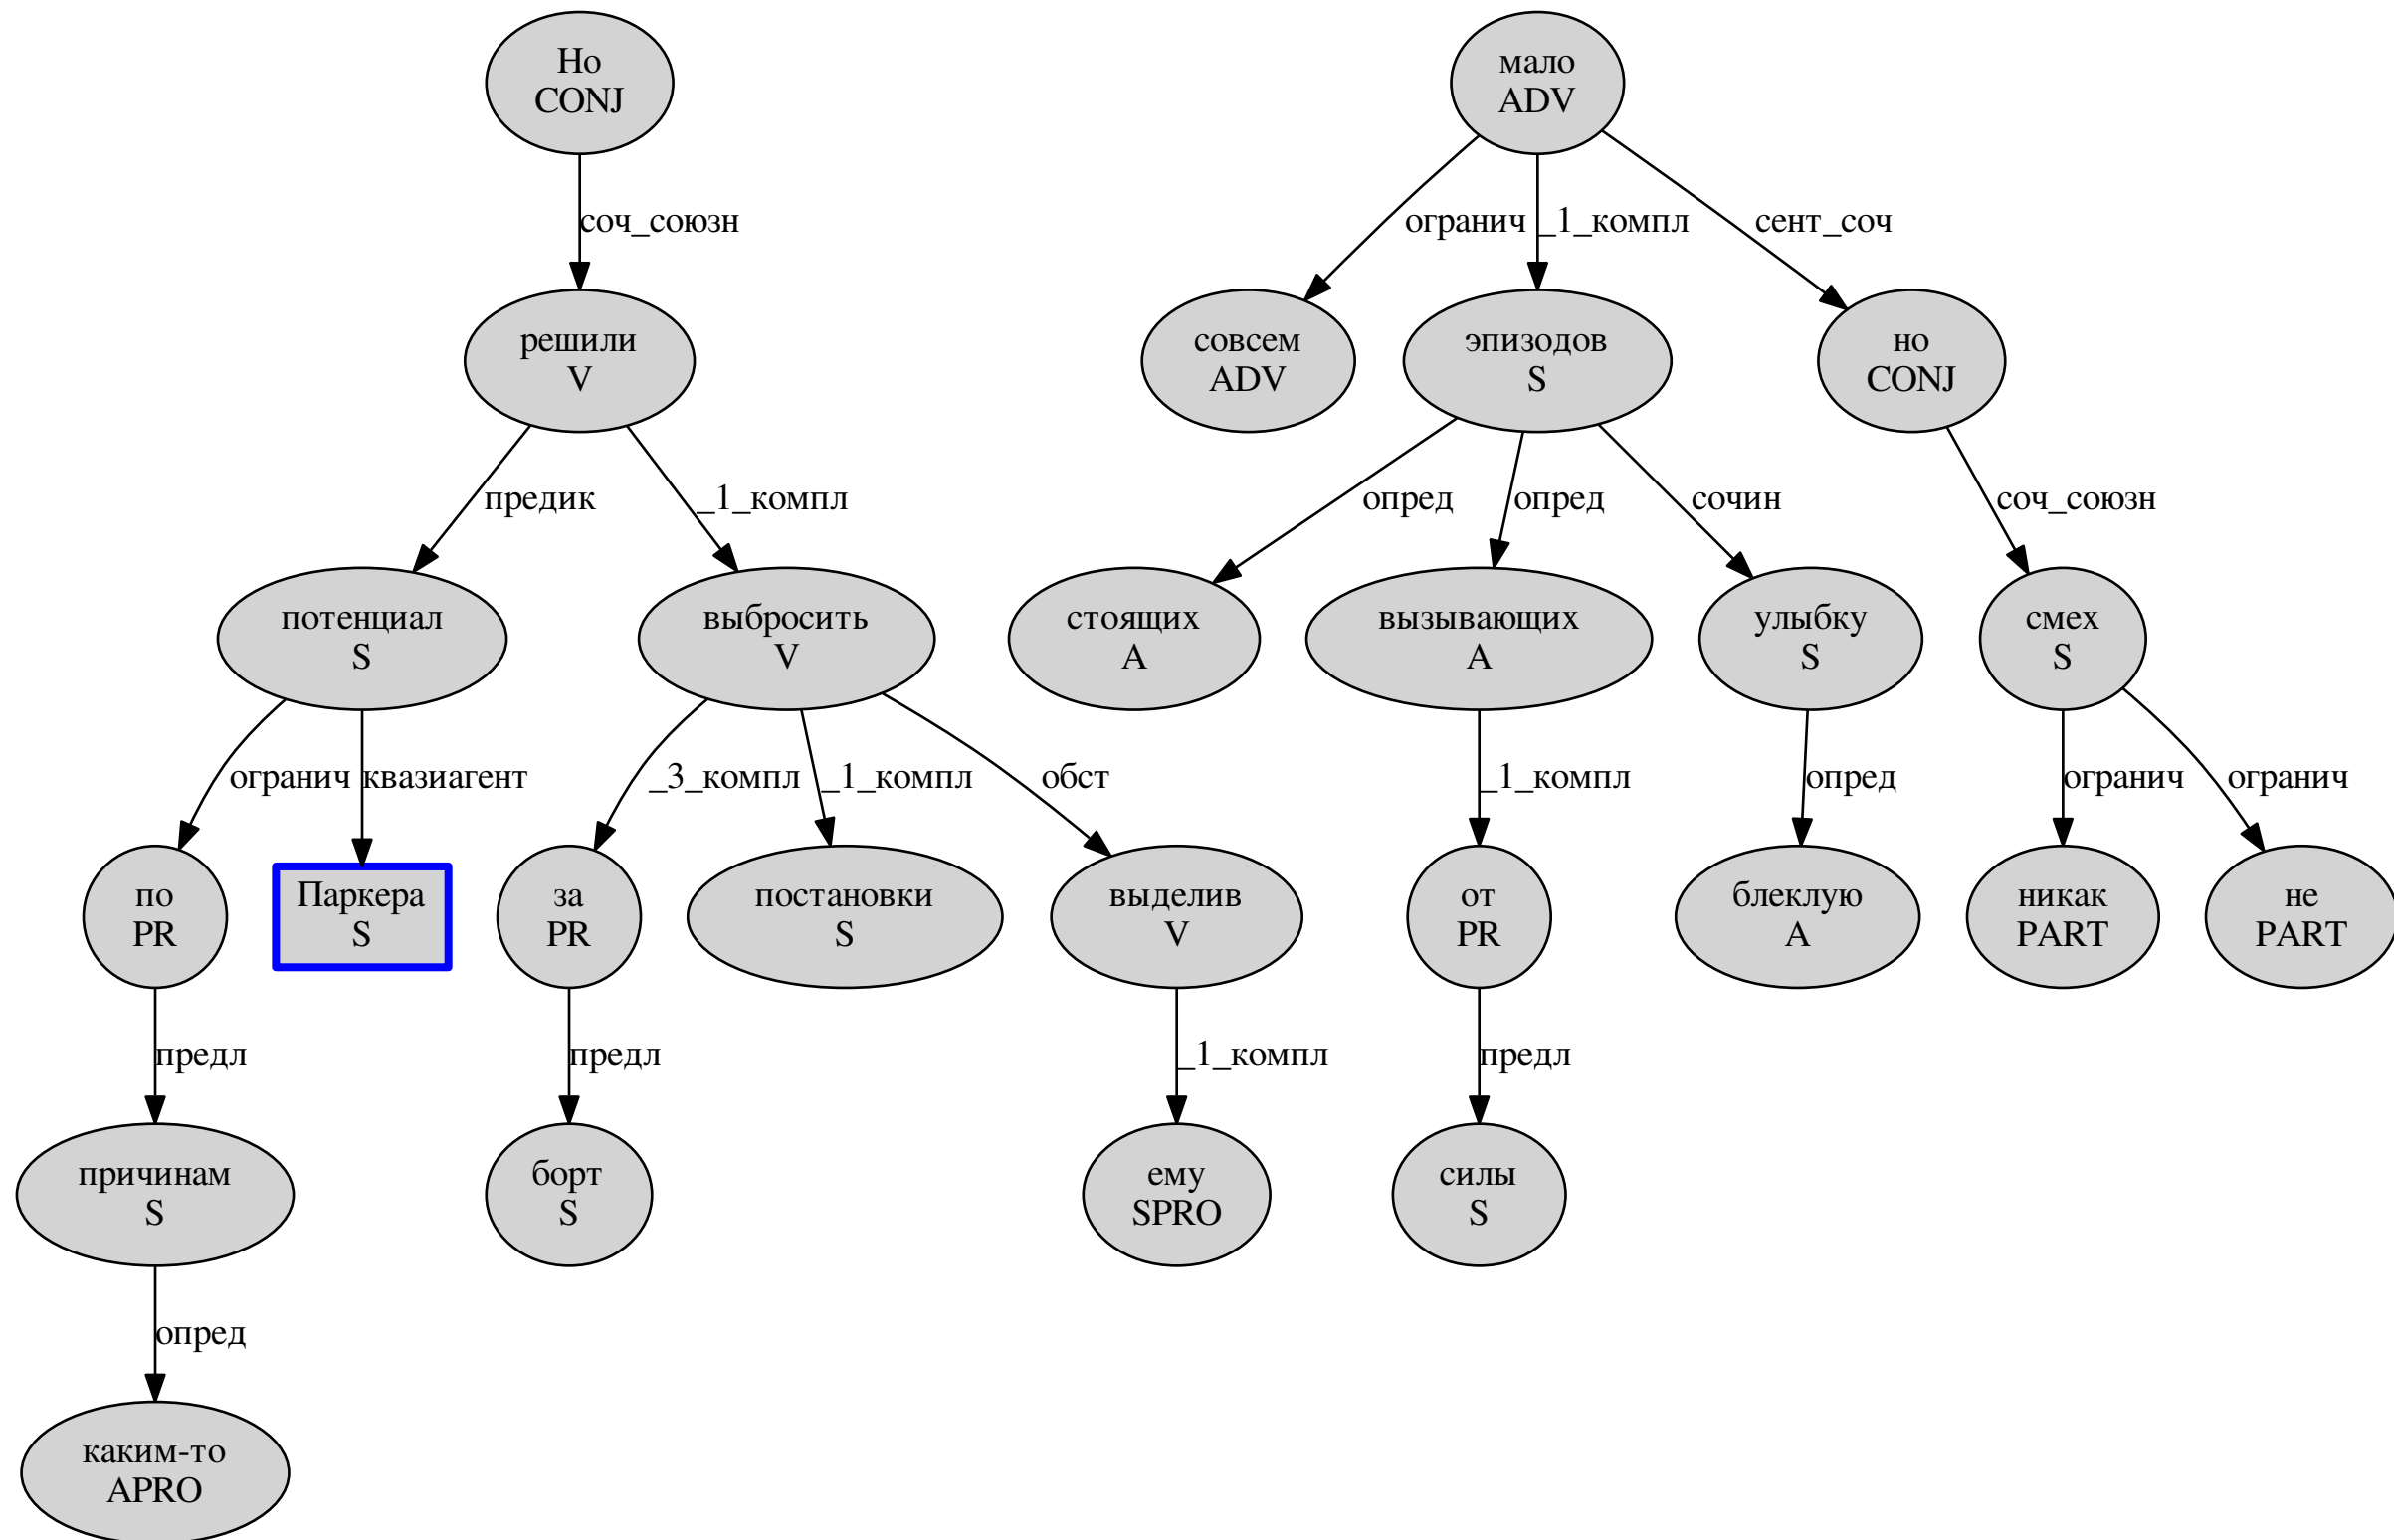 Но
CONJ
мало
ADV
соч_союзн
огранич
_1_компл
сент_соч
решили
V
совсем
ADV
эпизодов
S
но
CONJ
предик
_1_компл
опред
опред
сочин
соч_союзн
потенциал
S
выбросить
V
стоящих
A
вызывающих
A
улыбку
S
смех
S
огранич
квазиагент
_3_компл
_1_компл
обст
_1_компл
опред
огранич
огранич
по
PR
Паркера
S
за
PR
постановки
S
выделив
V
от
PR
блеклую
A
никак
PART
не
PART
предл
предл
_1_компл
предл
причинам
S
борт
S
ему
SPRO
силы
S
опред
каким-то
APRO